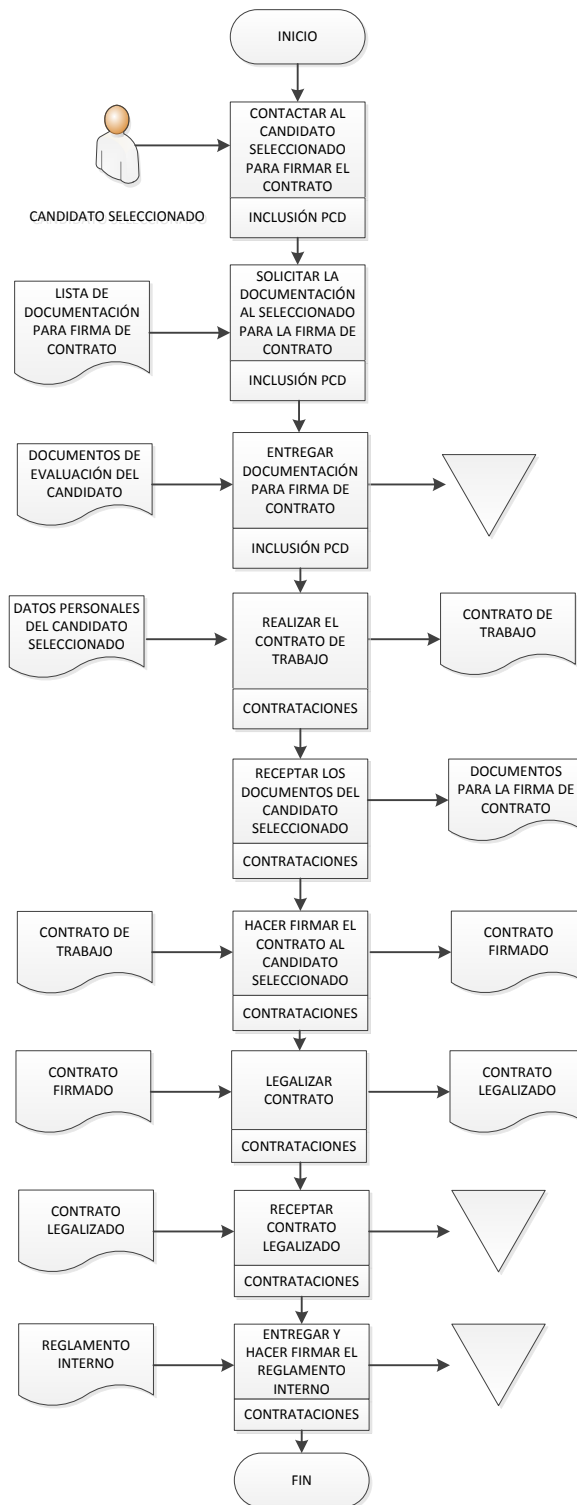 INICIO
CONTACTAR AL
CANDIDATO
SELECCIONADO
PARA FIRMAR EL
CONTRATO
INCLUSIÓN PCD
CANDIDATO SELECCIONADO
LISTA DE
DOCUMENTACIÓN
PARA FIRMA DE
CONTRATO
SOLICITAR LA
DOCUMENTACIÓN
AL SELECCIONADO
PARA LA FIRMA DE
CONTRATO
INCLUSIÓN PCD
DOCUMENTOS DE
EVALUACIÓN DEL
CANDIDATO
ENTREGAR
DOCUMENTACIÓN
PARA FIRMA DE
CONTRATO
INCLUSIÓN PCD
DATOS PERSONALES
DEL CANDIDATO
SELECCIONADO
REALIZAR EL
CONTRATO DE
TRABAJO
CONTRATACIONES
CONTRATO DE
TRABAJO
RECEPTAR LOS
DOCUMENTOS DEL
CANDIDATO
SELECCIONADO
CONTRATACIONES
DOCUMENTOS
PARA LA FIRMA DE
CONTRATO
CONTRATO DE
TRABAJO
HACER FIRMAR EL
CONTRATO AL
CANDIDATO
SELECCIONADO
CONTRATACIONES
CONTRATO
FIRMADO
CONTRATO
FIRMADO
LEGALIZAR
CONTRATO
CONTRATACIONES
CONTRATO
LEGALIZADO
CONTRATO
LEGALIZADO
RECEPTAR
CONTRATO
LEGALIZADO
CONTRATACIONES
REGLAMENTO
INTERNO
ENTREGAR Y
HACER FIRMAR EL
REGLAMENTO
INTERNO
CONTRATACIONES
FIN